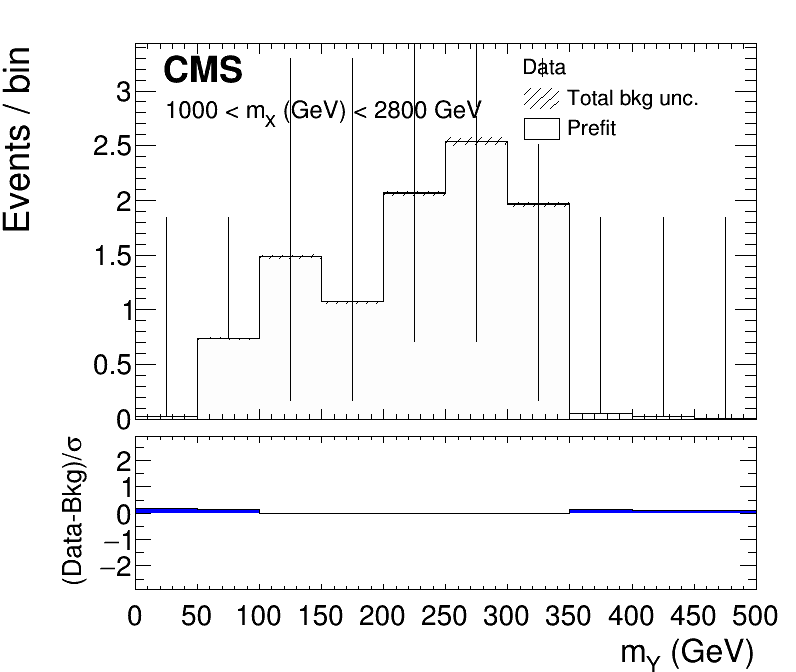 CMS
Data
1000 < mX (GeV) < 2800 GeV
Total bkg unc.
Prefit
Events / bin
3
2.5
2
1.5
1
0.5
0
(Data-Bkg)/σ
2
1
0
−1
−2
0 50 100 150 200 250 300 350 400 450 500
mY (GeV)